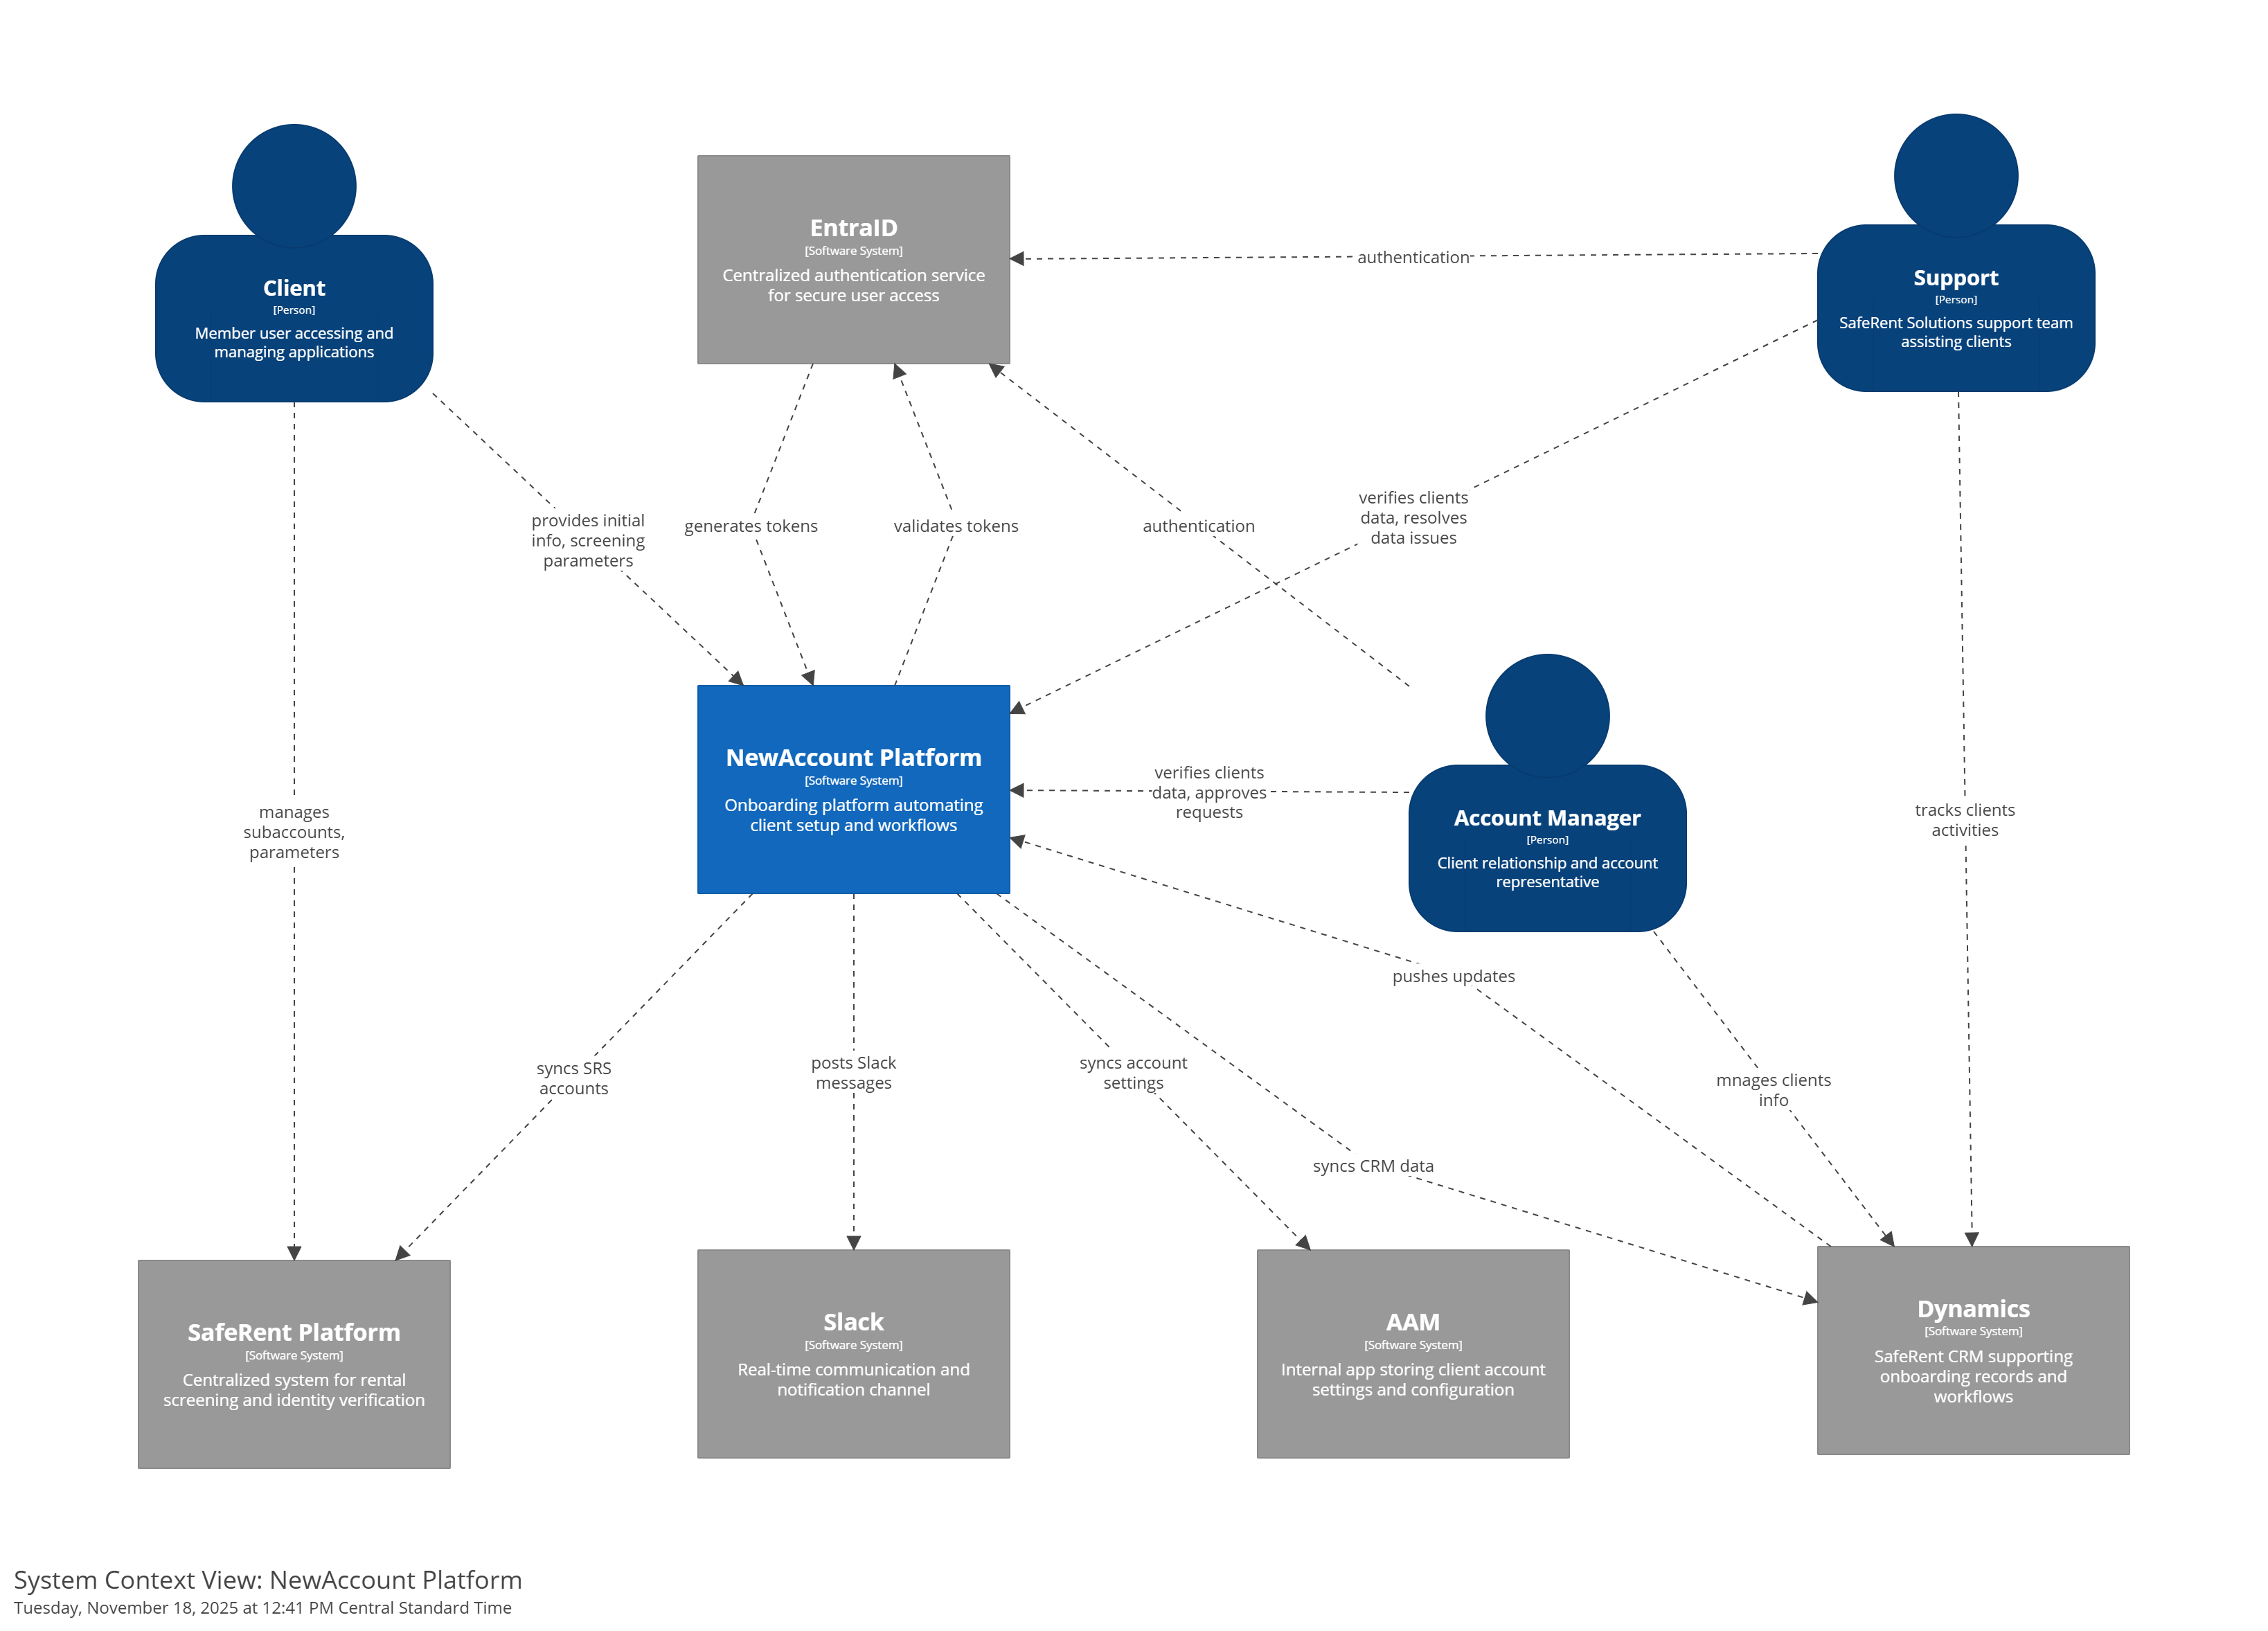 Client
[Person]
Member user accessing and
managing applications
EntraID
[Software System]
Centralized authentication service
for secure user access
authentication
Support
[Person]
SafeRent Solutions support team
assisting clients
provides initial
info, screening
parameters
generates tokens
validates tokens
authentication
verifies clients
data, resolves
data issues
NewAccount Platform
[Software System]
Onboarding platform automating
client setup and workflows
verifies clients
data, approves
requests
Account Manager
[Person]
Client relationship and account
representative
manages
subaccounts,
parameters
tracks clients
activities
pushes updates
syncs SRS
accounts
posts Slack
messages
syncs account
settings
mnages clients
info
syncs CRM data
SafeRent Platform
[Software System]
Centralized system for rental
screening and identity verification
Slack
[Software System]
Real-time communication and
notification channel
AAM
[Software System]
Internal app storing client account
settings and configuration
Dynamics
[Software System]
SafeRent CRM supporting
onboarding records and
workflows
System Context View: NewAccount Platform
Tuesday, November 18, 2025 at 12:41 PM Central Standard Time